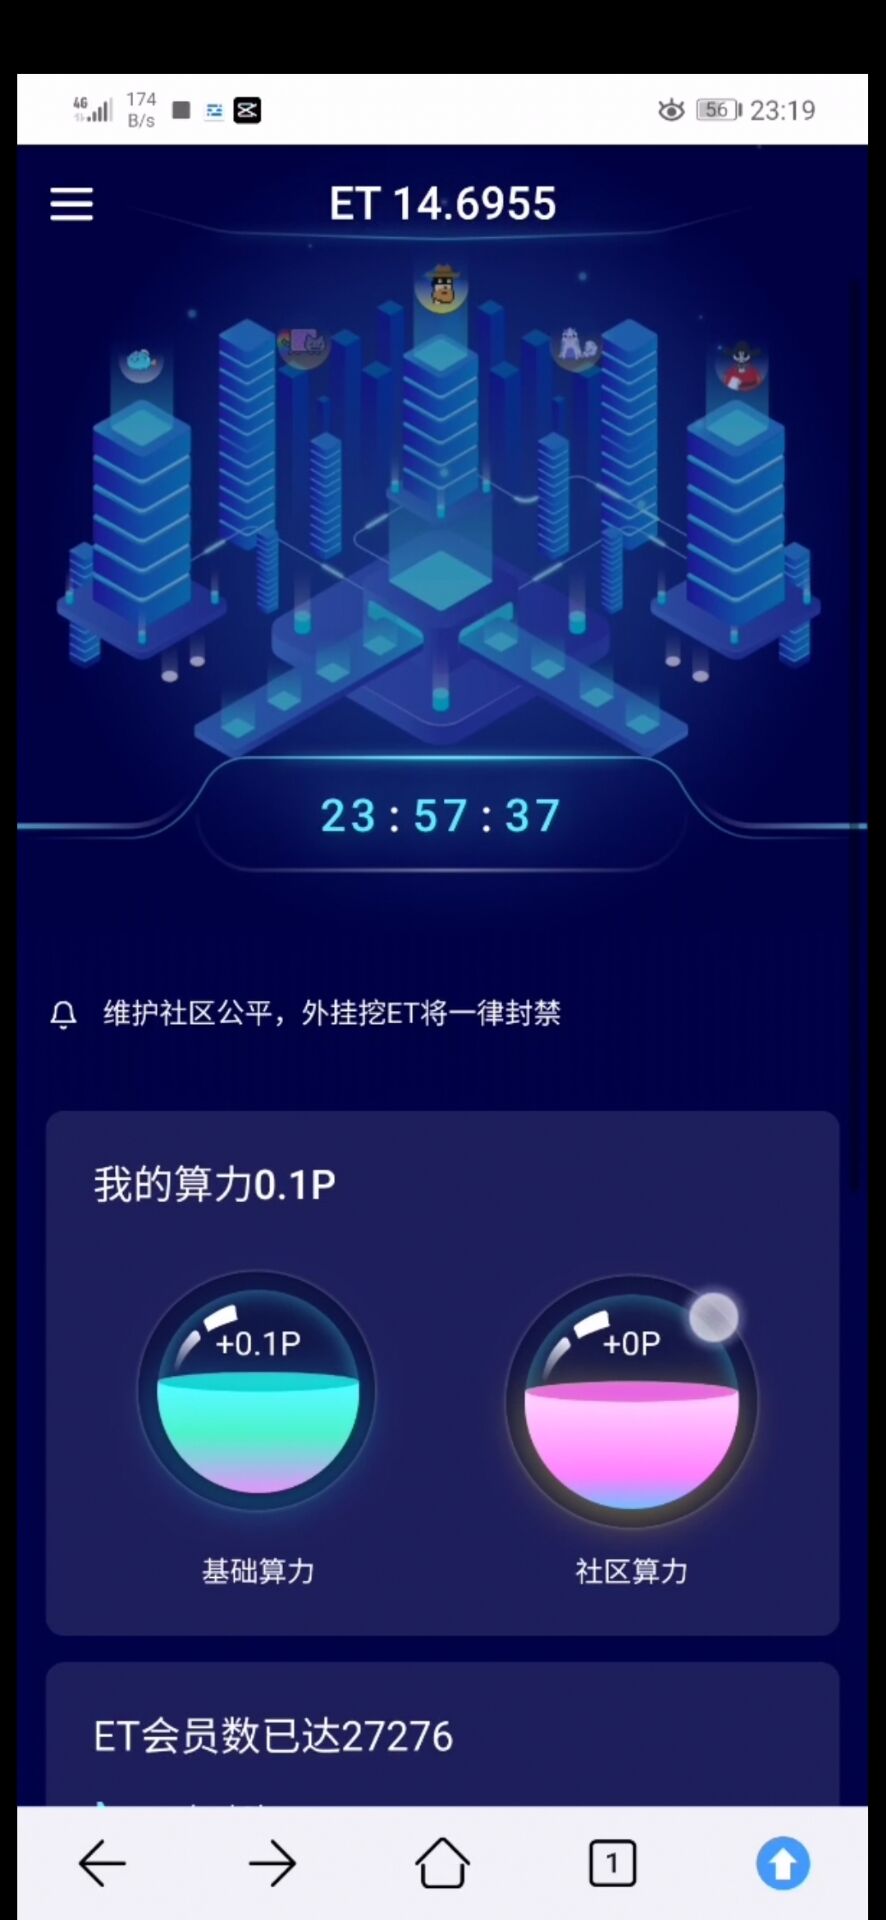 4G 174 B/s 56 23:19
ET 14.6955
23:57:37
维护社区公平，外挂挖ET将一律封禁
我的算力0.1P
+0.1P +0P
基础算力 社区算力
ET会员数已达27276
1